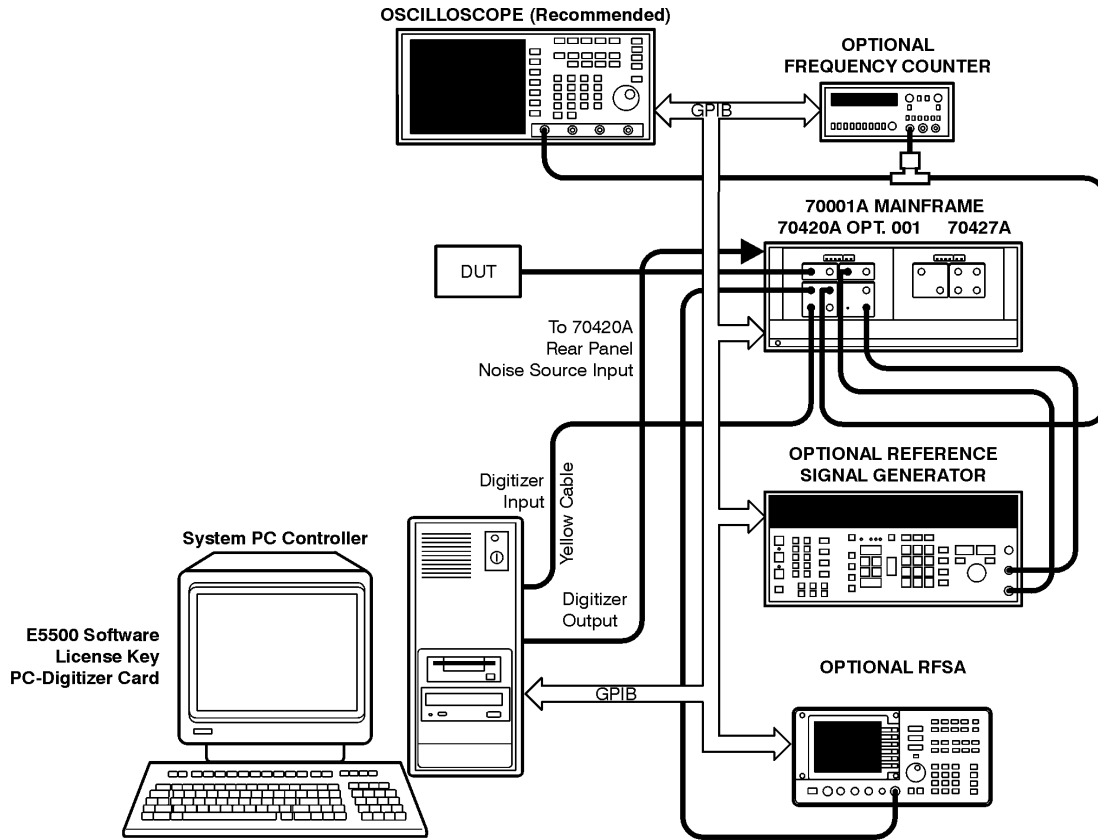 OSCILLOSCOPE (Recommended)
OPTIONAL
FREQUENCY COUNTER
GPIB
70001A MAINFRAME
70420A OPT. 001 70427A
DUT
To 70420A
Rear Panel
Noise Source Input
OPTIONAL REFERENCE
SIGNAL GENERATOR
Digitizer
Input
Yellow Cable
System PC Controller
Digitizer
Output
E5500 Software
License Key
PC-Digitizer Card
GPIB
OPTIONAL RFSA